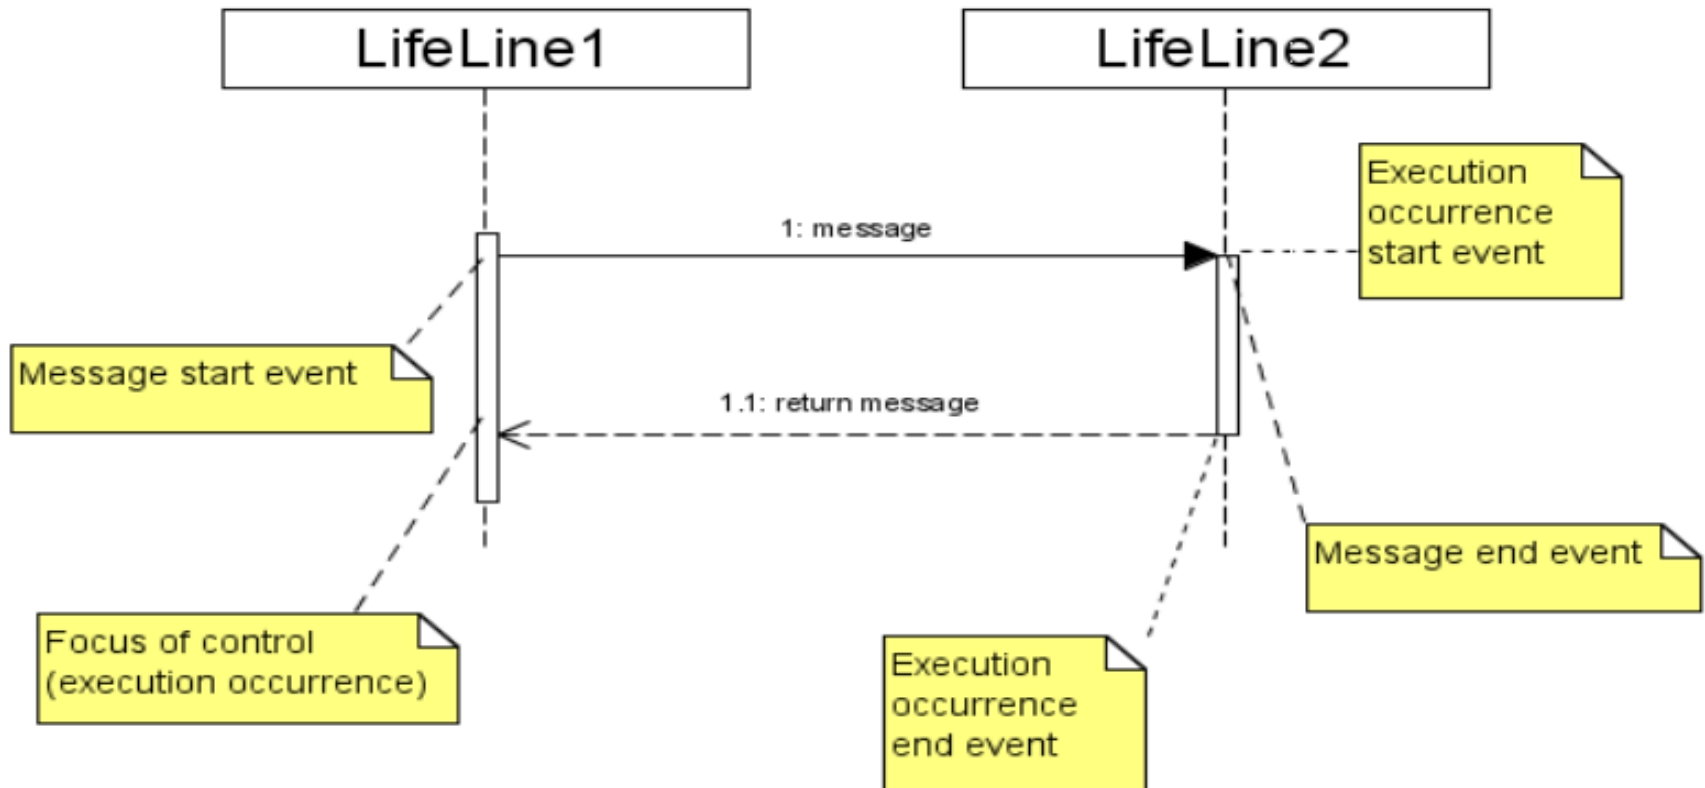 LifeLine1
LifeLine2
Execution
occurrence
start event
1: message
Message start event
1.1: return message
Message end event
Focus of control
(execution occurrence)
Execution
occurrence
end event